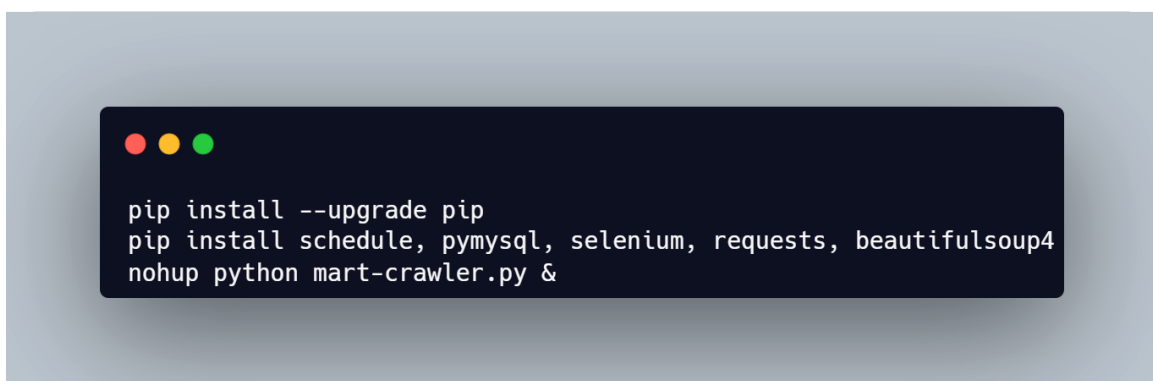 pip install --upgrade pip
pip install schedule, pymysql, selenium, requests, beautifulsoup4
nohup python mart-crawler.py &